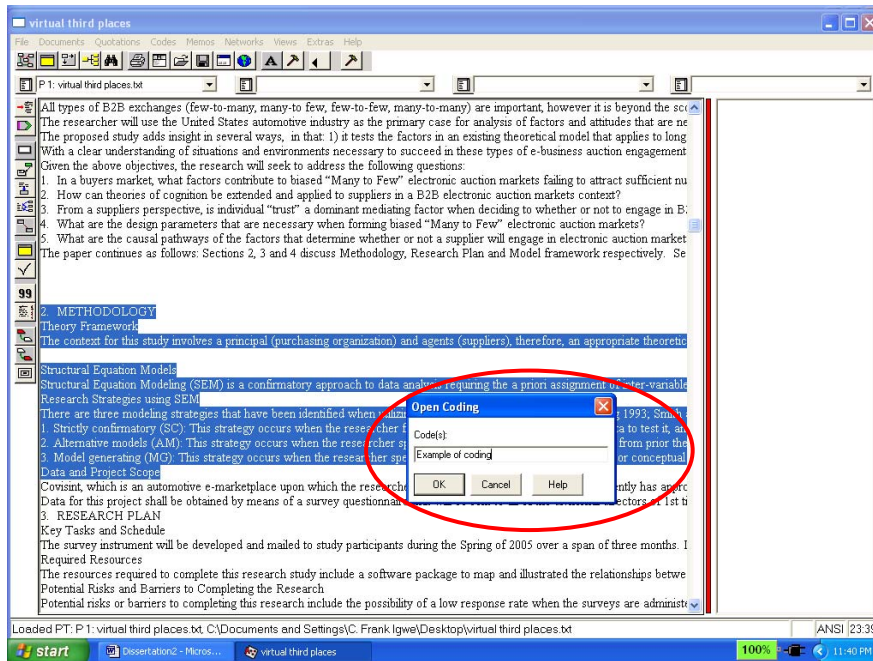 virtual third places
File Documents Quotations Codes Memos Networks Views Extras Help
A
P 1: virtual third places.txt
All types of B2B exchanges (few-to-many, many-to few, few-to-few, many-to-many) are important, however it is beyond the
The researcher will use the United States automotive industry as the primary case for analysis of factors and attitudes that are
The proposed study adds insight in several ways, in that: 1) it tests the factors in an existing theoretical model that applies to long
With a clear understanding of situations and environments necessary to succeed in these types of e-business auction engagement
Given the above objectives, the research will seek to address the following questions:
1. In a buyers market, what factors contribute to biased "Many to Few" electronic auction markets failing to attract sufficient
2. How can theories of cognition be extended and applied to suppliers in a B2B electronic auction markets context?
3. From a suppliers perspective, is individual "trust" a dominant mediating factor when deciding to whether or not to engage in
4. What are the design parameters that are necessary when forming biased "Many to Few" electronic auction markets?
5. What are the causal pathways of the factors that determine whether or not a supplier will engage in electronic auction market
The paper continues as follows: Sections 2, 3 and 4 discuss Methodology, Research Plan and Model framework respectively. Se
99
2. METHODOLOGY
Theory Framework
The context for this study involves a principal (purchasing organization) and agents (suppliers), therefore, an appropriate theoretic
Structural Equation Models
Structural Equation Modeling (SEM) is a confirmatory approach to data analysis requiring the a priori assignment of inter-variable
Research Strategies using SEM
There are three modeling strategies that have been identified when 1993;
1. Strictly confirmatory (SC): This strategy occurs when the researcher to test it,
2. Alternative models (AM): This strategy occurs when the researcher from prior
3. Model generating (MG): This strategy occurs when the researcher or conceptual
Data and Project Scope
Open Coding
Code(s):
Example of coding
OK Cancel Help
Covisint, which is an automotive e-marketplace upon which the has
Data for this project shall be obtained by means of a survey of 1st
3. RESEARCH PLAN
Key Tasks and Schedule
The survey instrument will be developed and mailed to study participants during the Spring of 2005 over a span of three months.
Required Resources
The resources required to complete this research study include a software package to map and illustrated the relationships
Potential Risks and Barriers to Completing the Research
Potential risks or barriers to completing this research include the possibility of a low response rate when the surveys are
Loaded PT: P 1: virtual third places.txt, C:\Documents and Settings\C. Frank Igwe\Desktop\virtual third places.txt ANSI 23:39
start Dissertation2 - Micros... virtual third places 100% 11:40 PM